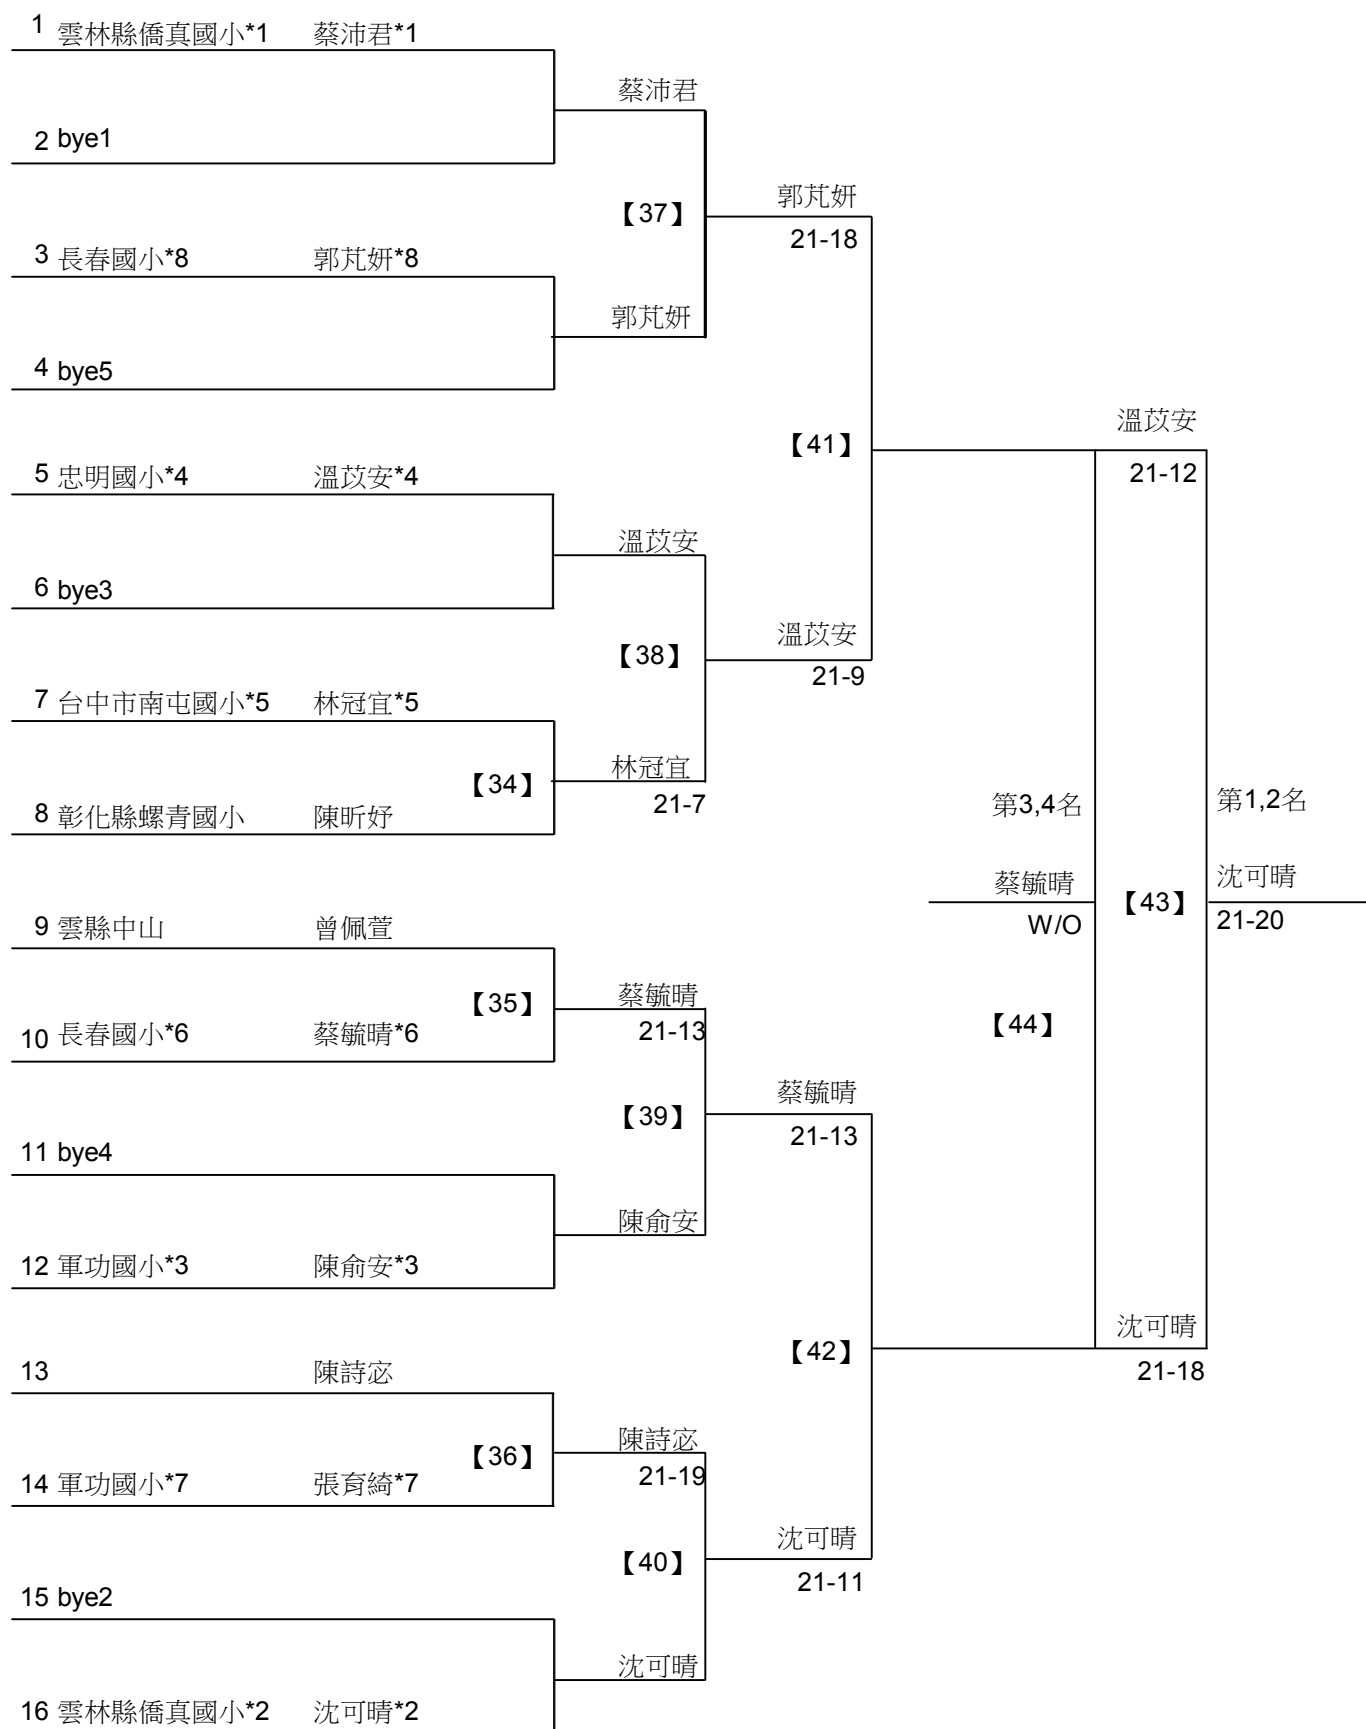 1 雲林縣僑真國小*1 蔡沛君*1
蔡沛君
2 bye1
郭芃妍
【37】
21-18
3 長春國小*8 郭芃妍*8
郭芃妍
4 bye5
溫苡安
【41】
5 忠明國小*4 溫苡安*4
21-12
溫苡安
6 bye3
溫苡安
【38】
21-9
7 台中市南屯國小*5 林冠宜*5
林冠宜
【34】
21-7
第3,4名 第1,2名
8 彰化縣螺青國小 陳昕妤
蔡毓晴 沈可晴
【43】
9 雲縣中山 曾佩萱
W/O 21-20
蔡毓晴
【35】
21-13
【44】
10 長春國小*6 蔡毓晴*6
蔡毓晴
【39】
21-13
11 bye4
陳俞安
12 軍功國小*3 陳俞安*3
沈可晴
【42】
13 陳詩宓
21-18
陳詩宓
【36】
21-19
14 軍功國小*7 張育綺*7
沈可晴
【40】
21-11
15 bye2
沈可晴
16 雲林縣僑真國小*2 沈可晴*2